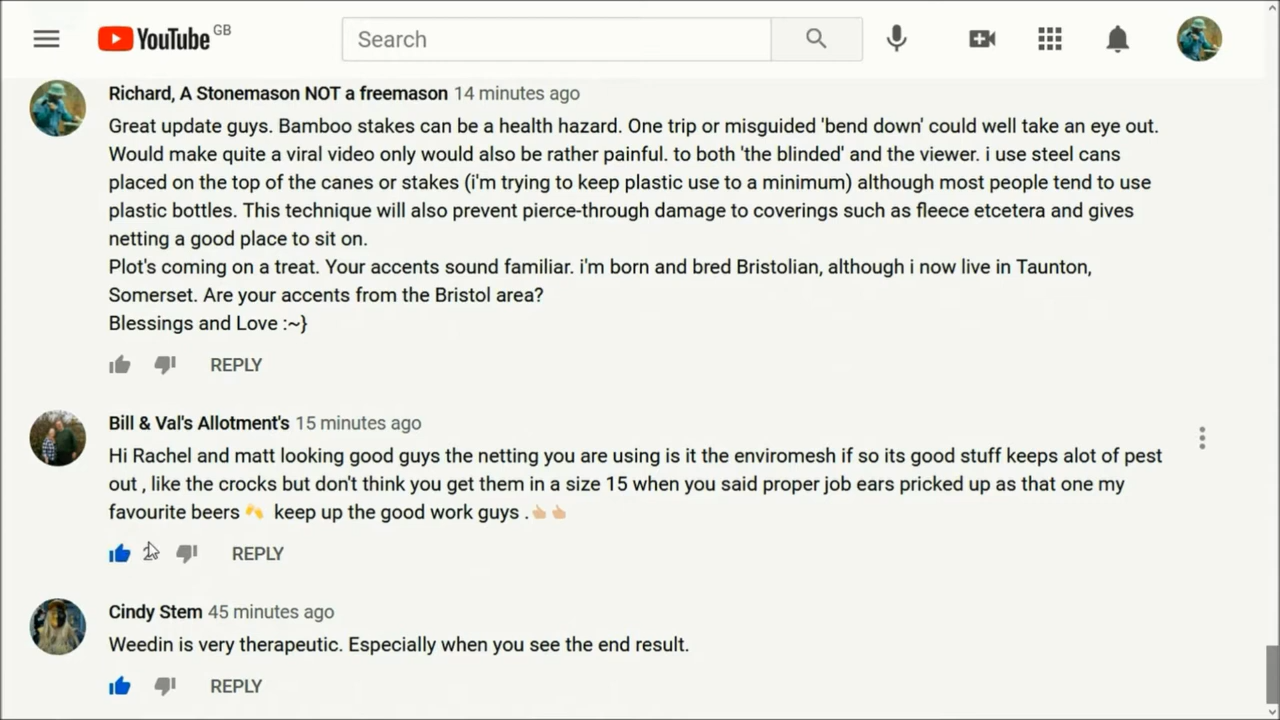 YouTube GB
Search
Richard, A Stonemason NOT a freemason 14 minutes ago
Great update guys. Bamboo stakes can be a health hazard. One trip or misguided 'bend down' could well take an eye out.
Would make quite a viral video only would also be rather painful. to both 'the blinded' and the viewer. i use steel cans
placed on the top of the canes or stakes (i'm trying to keep plastic use to a minimum) although most people tend to use
plastic bottles. This technique will also prevent pierce-through damage to coverings such as fleece etcetera and gives
netting a good place to sit on.
Plot's coming on a treat. Your accents sound familiar. i'm born and bred Bristolian, although i now live in Taunton,
Somerset. Are your accents from the Bristol area?
Blessings and Love :~}
REPLY
Bill & Val's Allotment's 15 minutes ago
Hi Rachel and matt looking good guys the netting you are using is it the enviromesh if so its good stuff keeps alot of pest
out , like the crocks but don't think you get them in a size 15 when you said proper job ears pricked up as that one my
favourite beers keep up the good work guys .
REPLY
Cindy Stem 45 minutes ago
Weedin is very therapeutic. Especially when you see the end result.
REPLY